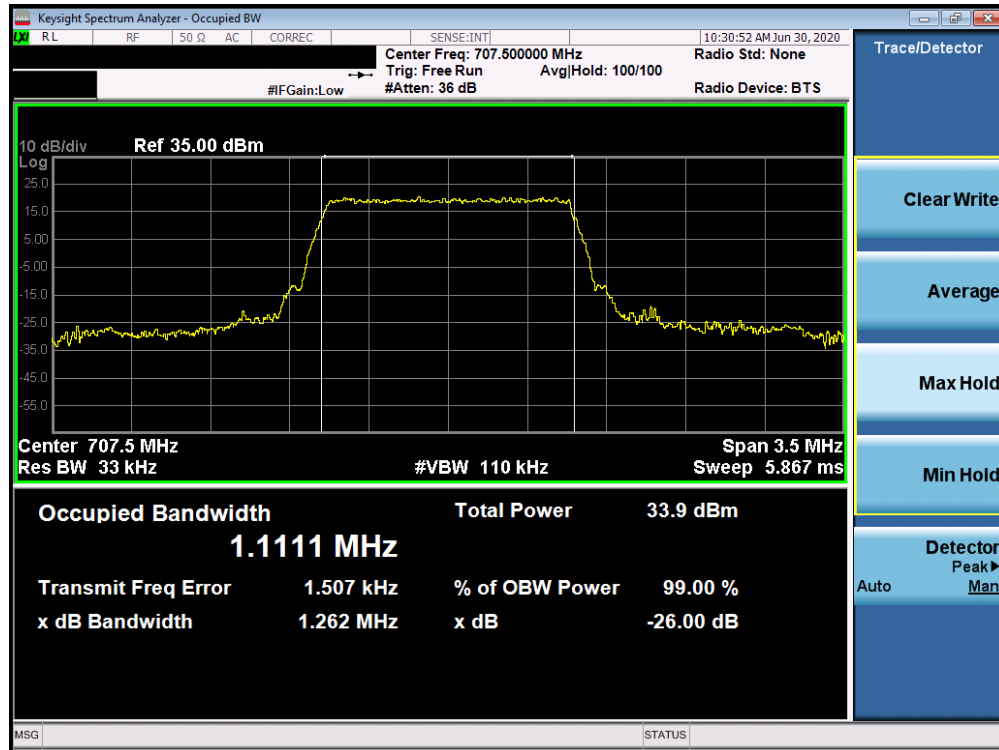 Keysight Spectrum Analyzer - Occupied BW
LXI RL RF 50 Ω AC CORREC SENSE:INT 10:30:52 AM Jun 30, 2020
Center Freq: 707.500000 MHz Radio Std: None
Trig: Free Run Avg|Hold: 100/100
#IFGain:Low #Atten: 36 dB Radio Device: BTS
10 dB/div Ref 35.00 dBm
Log
25.0
15.0
5.00
-5.00
-15.0
-25.0
-35.0
-45.0
-55.0
Center 707.5 MHz Span 3.5 MHz
Res BW 33 kHz #VBW 110 kHz Sweep 5.867 ms
Occupied Bandwidth Total Power 33.9 dBm
1.1111 MHz
Transmit Freq Error 1.507 kHz % of OBW Power 99.00 %
x dB Bandwidth 1.262 MHz x dB -26.00 dB
MSG STATUS
Trace/Detector
Clear Write
Average
Max Hold
Min Hold
Detector
Peak▶
Auto Man